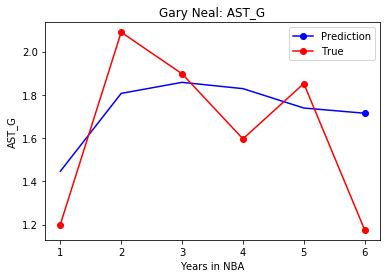 Gary Neal: AST_G
Prediction
True
2.0
1.8
1.6
1.4
1.2
AST_G
1 2 3 4 5 6
Years in NBA